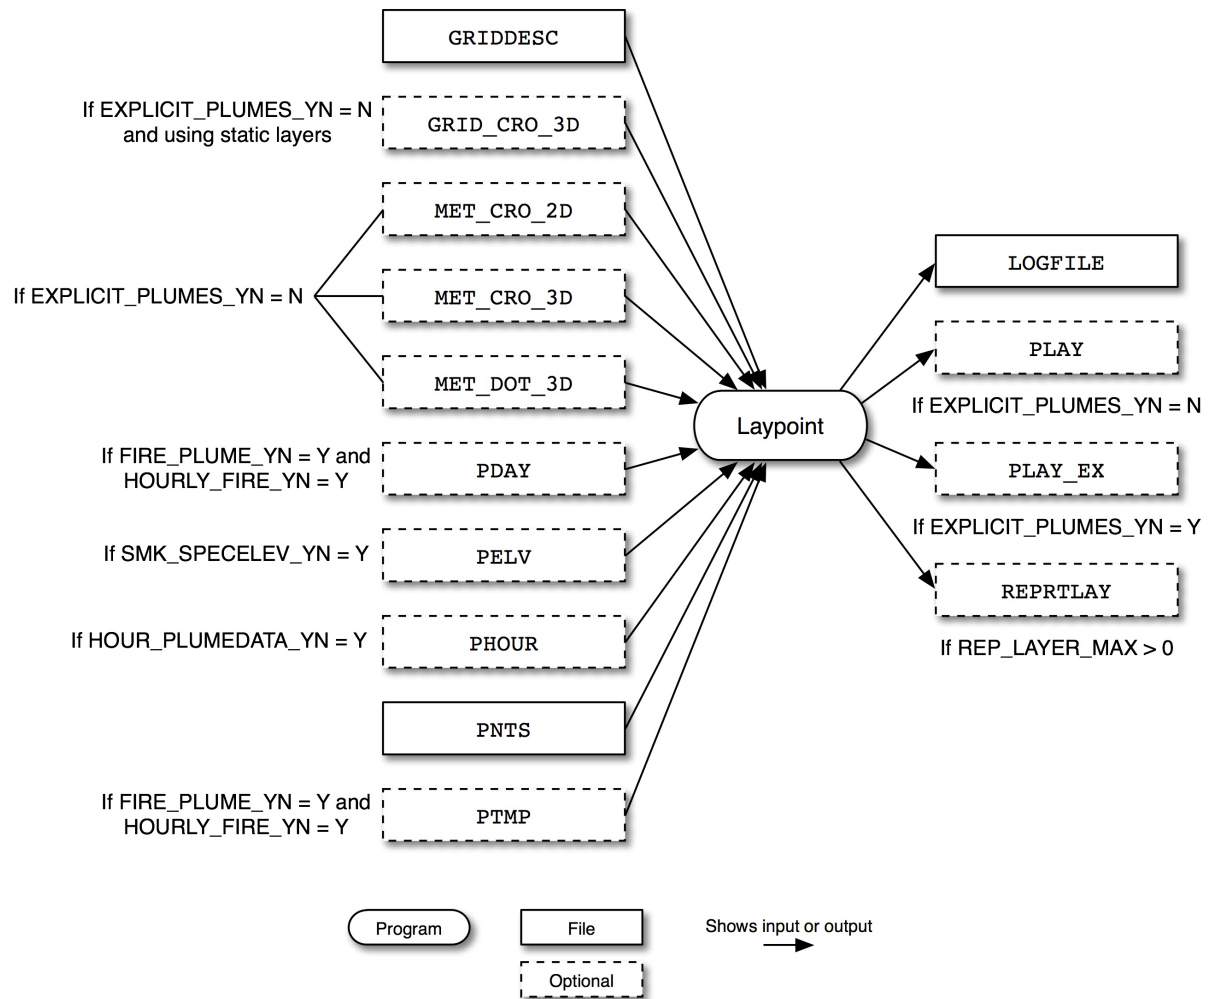 GRIDDESC
If EXPLICIT_PLUMES_YN = N
and using static layers
GRID_CRO_3D
MET_CRO_2D
If EXPLICIT_PLUMES_YN = N
MET_CRO_3D
MET_DOT_3D
If FIRE_PLUME_YN = Y and
HOURLY_FIRE_YN = Y
PDAY
If SMK_SPECELEV_YN = Y
PELV
If HOUR_PLUMEDATA_YN = Y
PHOUR
PNTS
If FIRE_PLUME_YN = Y and
HOURLY_FIRE_YN = Y
PTMP
Laypoint
LOGFILE
PLAY
If EXPLICIT_PLUMES_YN = N
PLAY_EX
If EXPLICIT_PLUMES_YN = Y
REPRTLAY
If REP_LAYER_MAX > 0
Program
File
Optional
Shows input or output